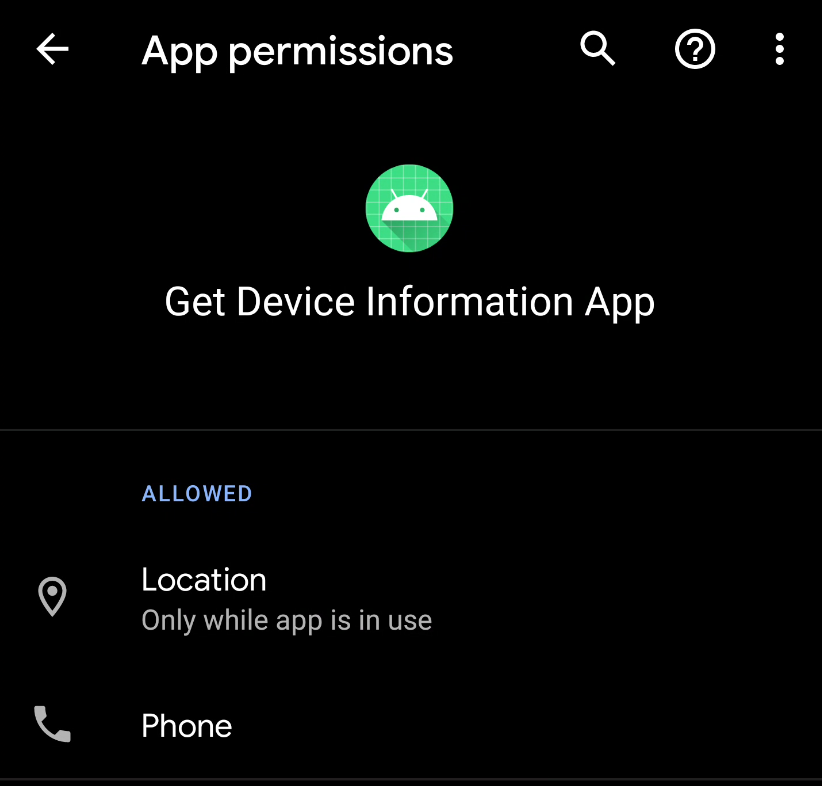 App permissions
Get Device Information App
ALLOWED
Location
Only while app is in use
Phone